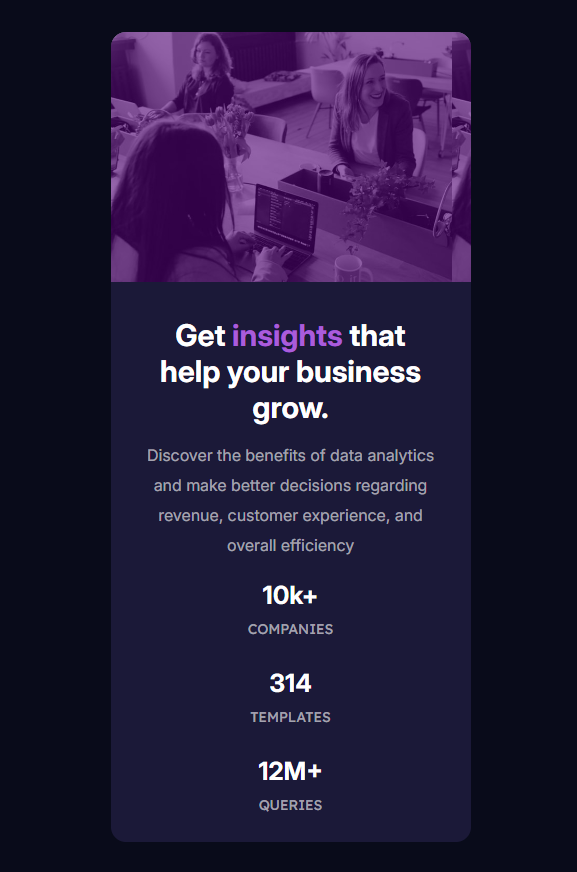 Get insights that
help your business
grow.
Discover the benefits of data analytics
and make better decisions regarding
revenue, customer experience, and
overall efficiency
10k+
COMPANIES
314
TEMPLATES
12M+
QUERIES